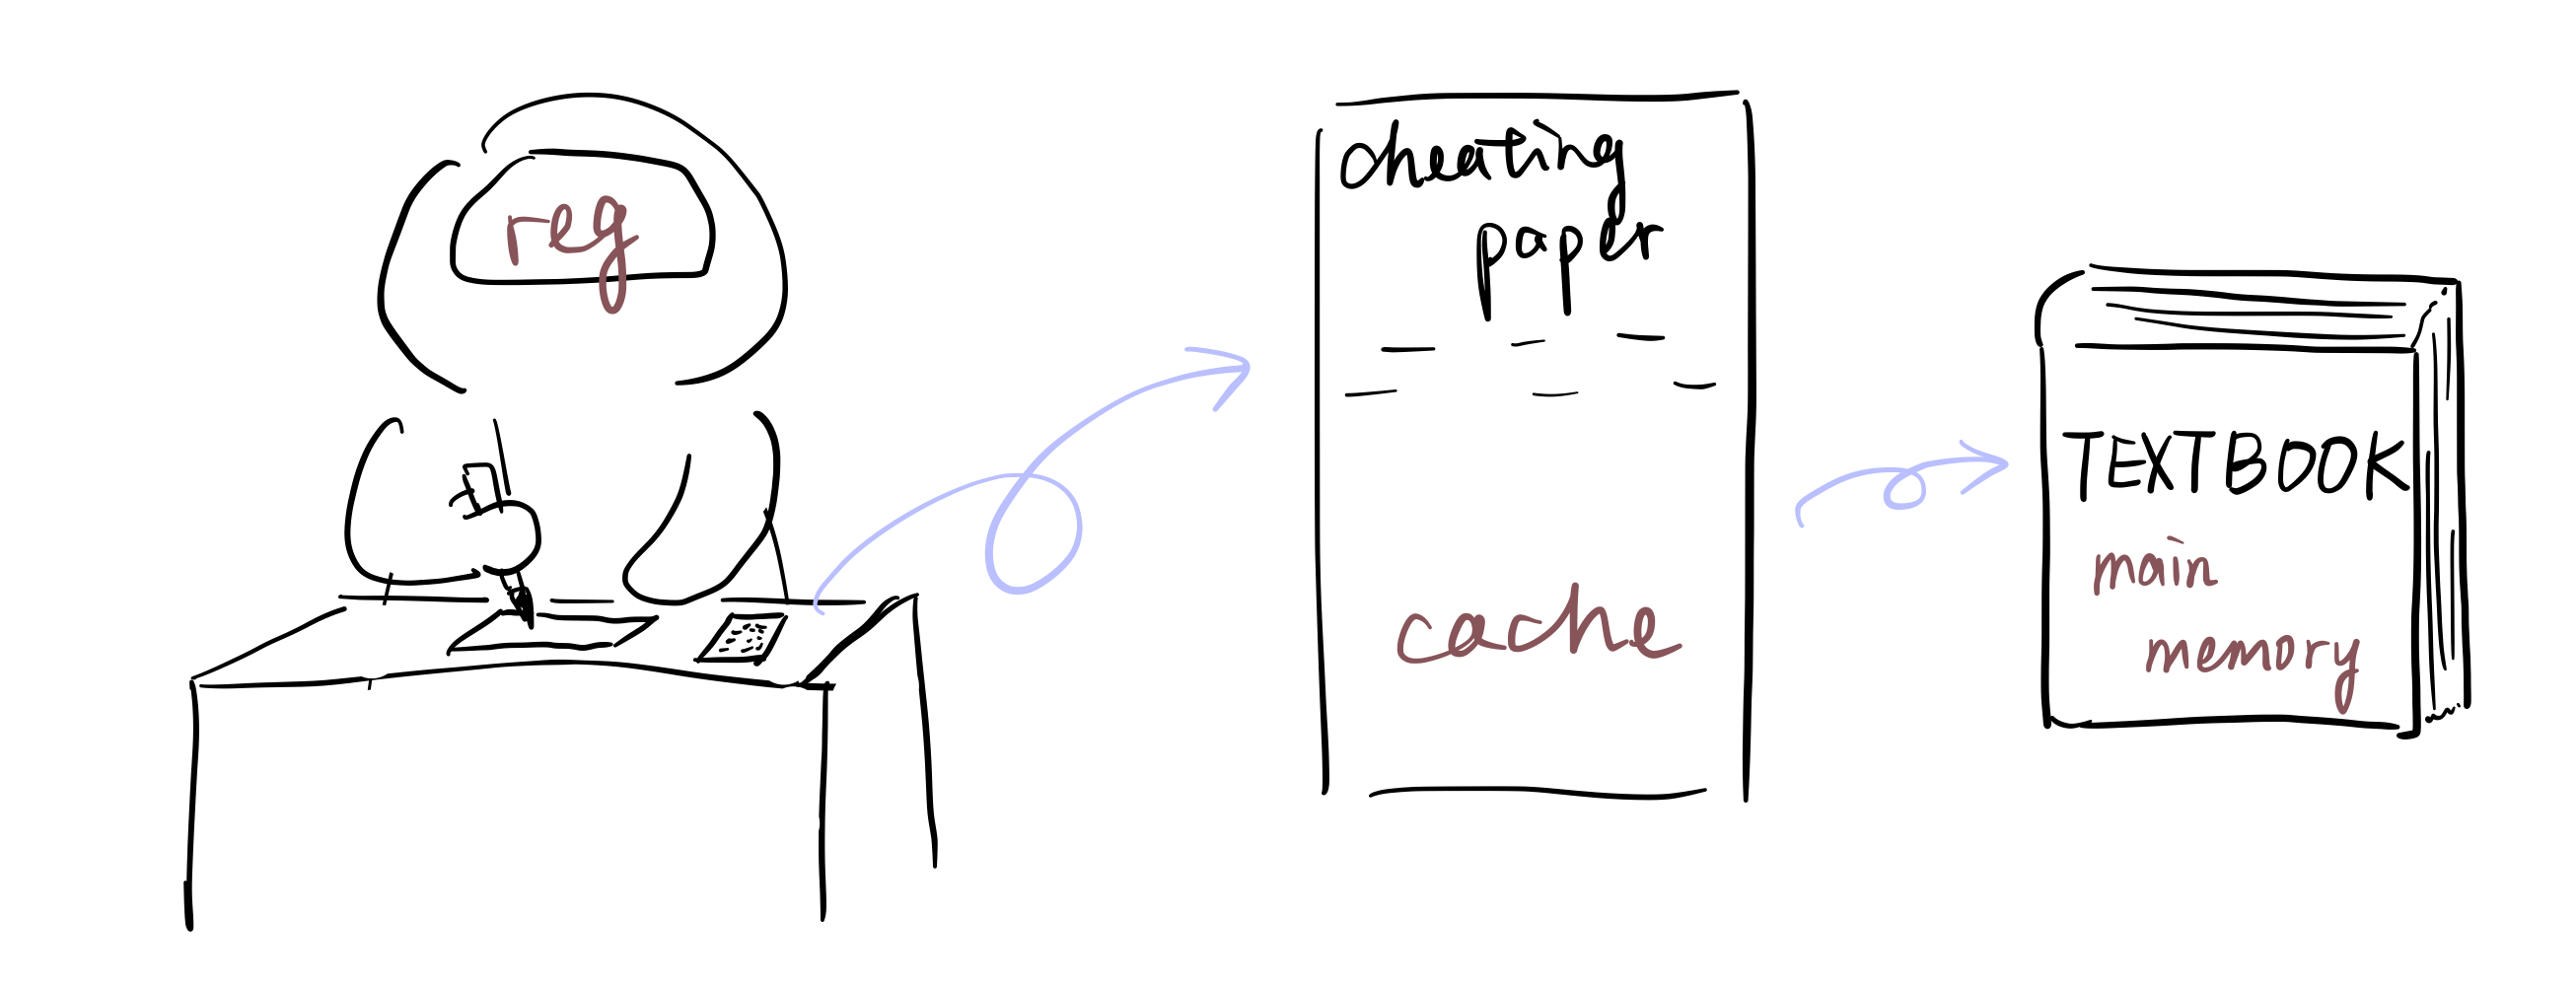 reg
cheating
paper
cache
TEXTBOOK
main
memory